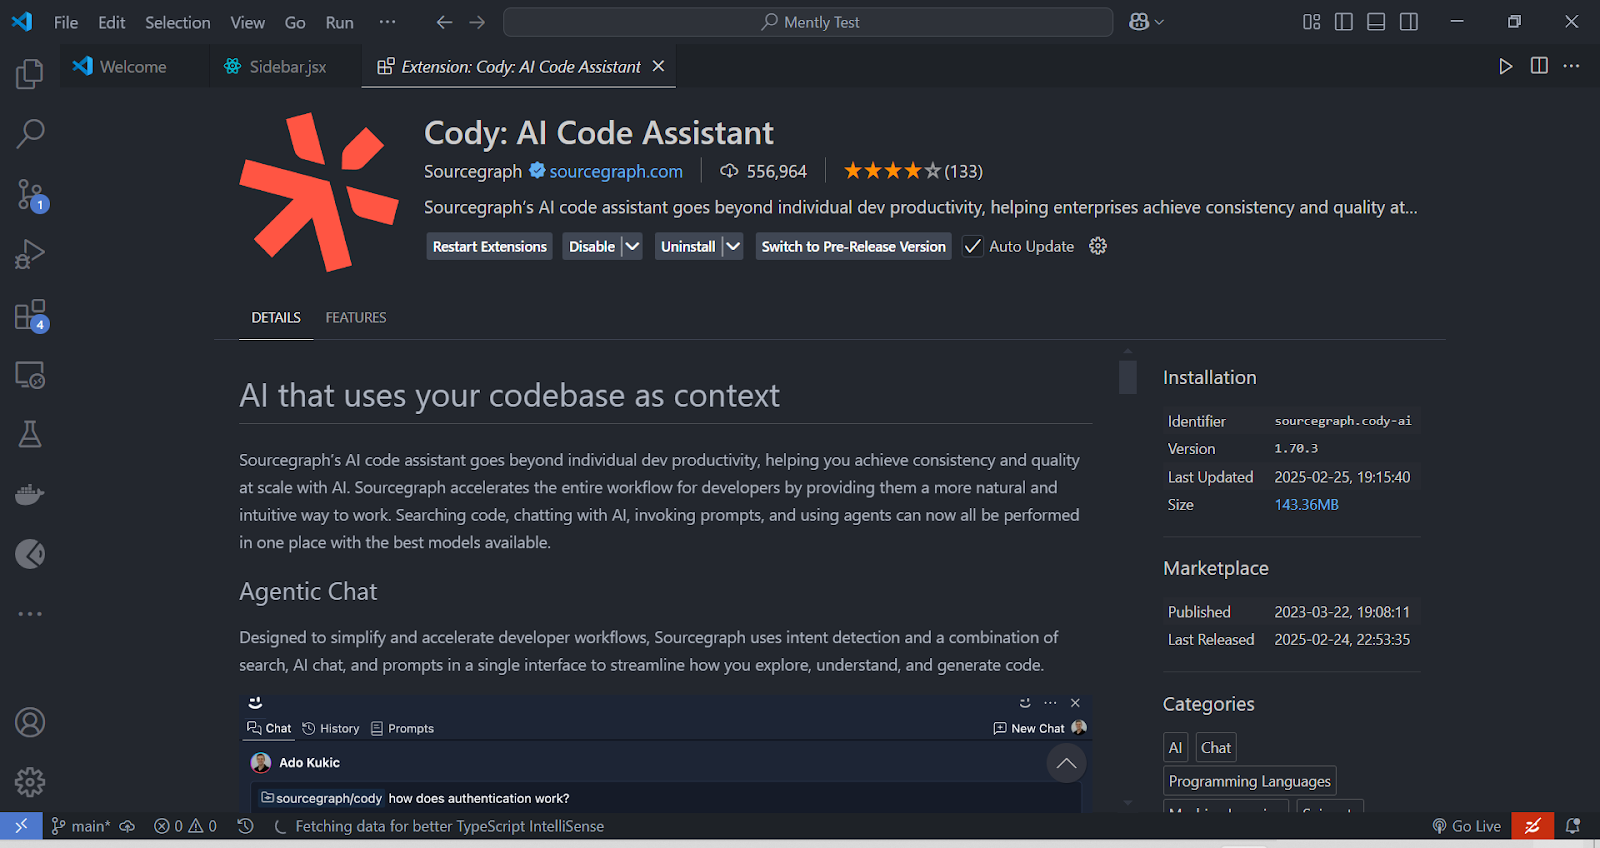 File Edit Selection View Go Run ··· Mently Test
Welcome Sidebar.jsx Extension: Cody: AI Code Assistant
Cody: AI Code Assistant
Sourcegraph sourcegraph.com 556,964 (133)
Sourcegraph’s AI code assistant goes beyond individual dev productivity, helping enterprises achieve consistency and quality at...
Restart Extensions Disable Uninstall Switch to Pre-Release Version Auto Update
1
4
DETAILS FEATURES
AI that uses your codebase as context
Sourcegraph’s AI code assistant goes beyond individual dev productivity, helping you achieve consistency and quality
at scale with AI. Sourcegraph accelerates the entire workflow for developers by providing them a more natural and
intuitive way to work. Searching code, chatting with AI, invoking prompts, and using agents can now all be performed
in one place with the best models available.
Agentic Chat
Designed to simplify and accelerate developer workflows, Sourcegraph uses intent detection and a combination of
search, AI chat, and prompts in a single interface to streamline how you explore, understand, and generate code.
Chat History Prompts New Chat
Ado Kukic
sourcegraph/cody how does authentication work?
Installation
Identifier sourcegraph.cody-ai
Version 1.70.3
Last Updated 2025-02-25, 19:15:40
Size 143.36MB
Marketplace
Published 2023-03-22, 19:08:11
Last Released 2025-02-24, 22:53:35
Categories
AI Chat
Programming Languages
main* 0 0 Fetching data for better TypeScript IntelliSense Go Live